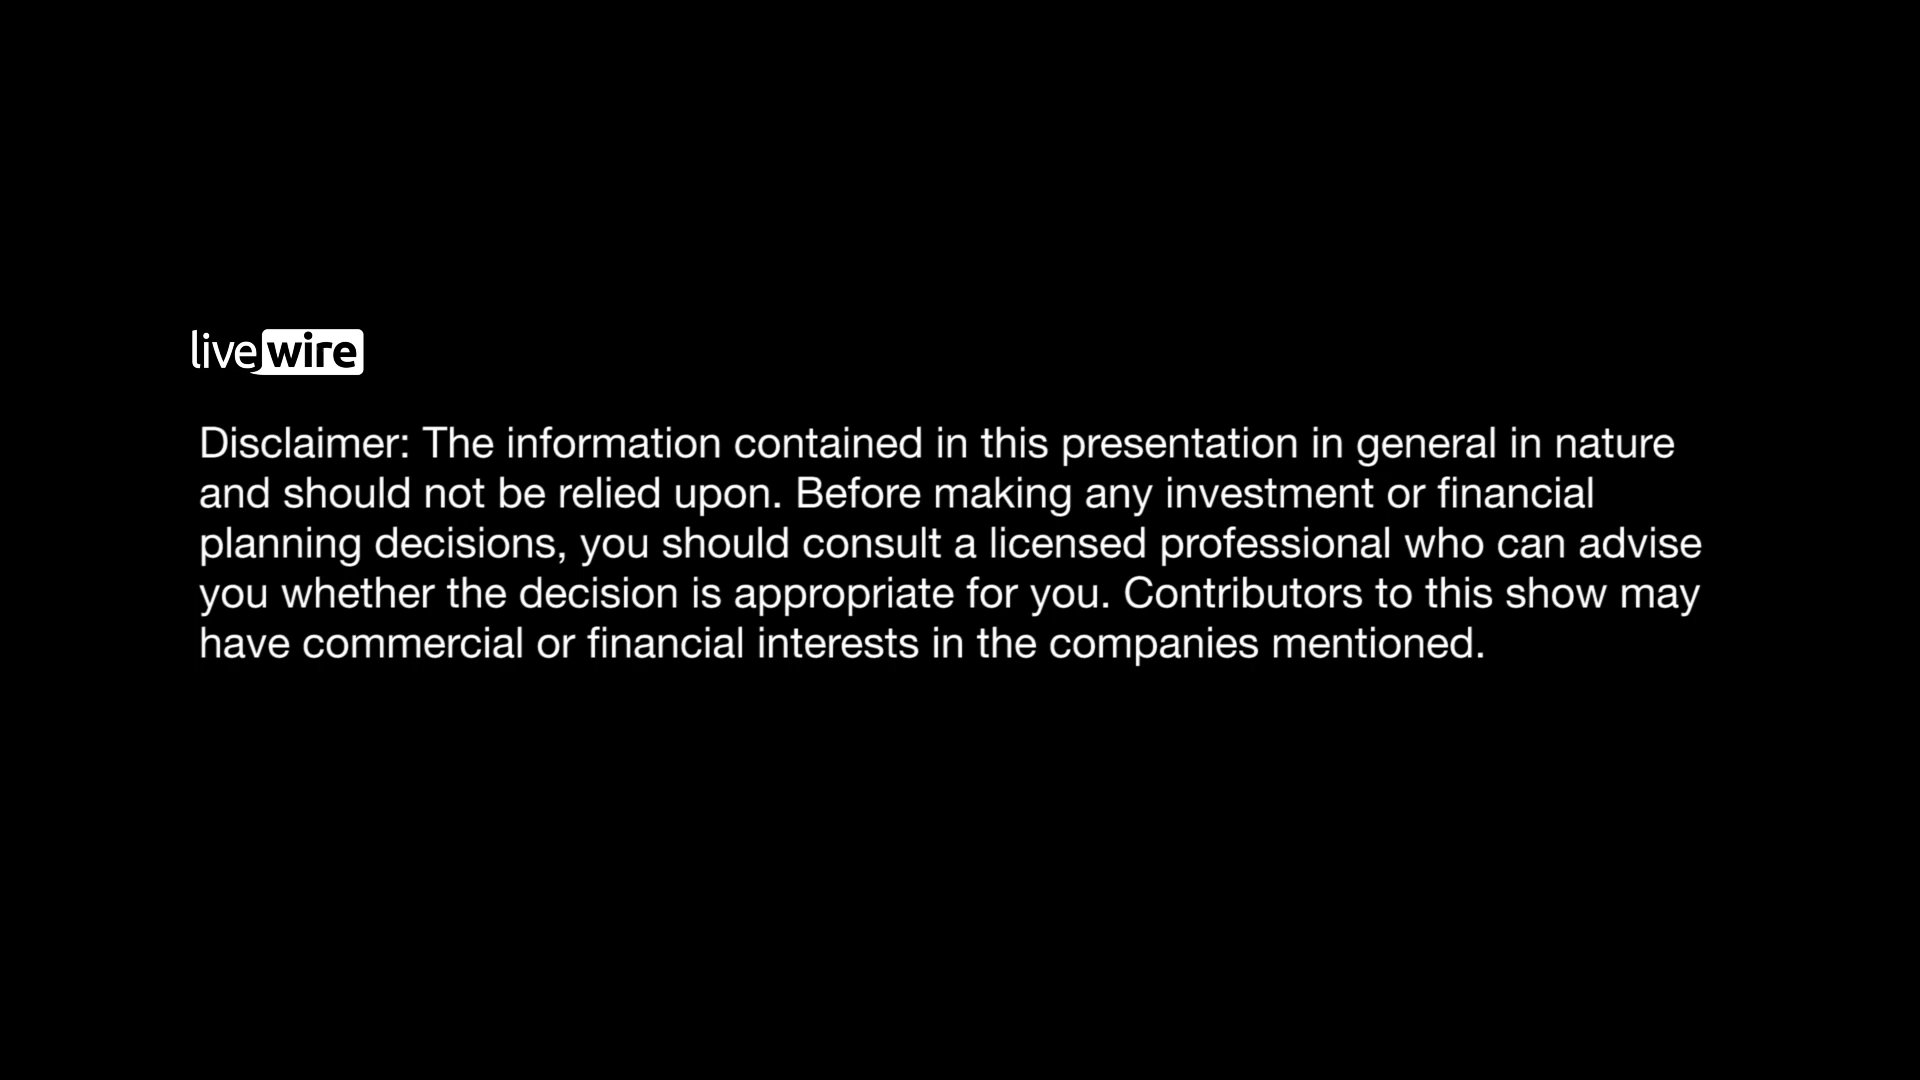 livewire
Disclaimer: The information contained in this presentation in general in nature
and should not be relied upon. Before making any investment or financial
planning decisions, you should consult a licensed professional who can advise
you whether the decision is appropriate for you. Contributors to this show may
have commercial or financial interests in the companies mentioned.